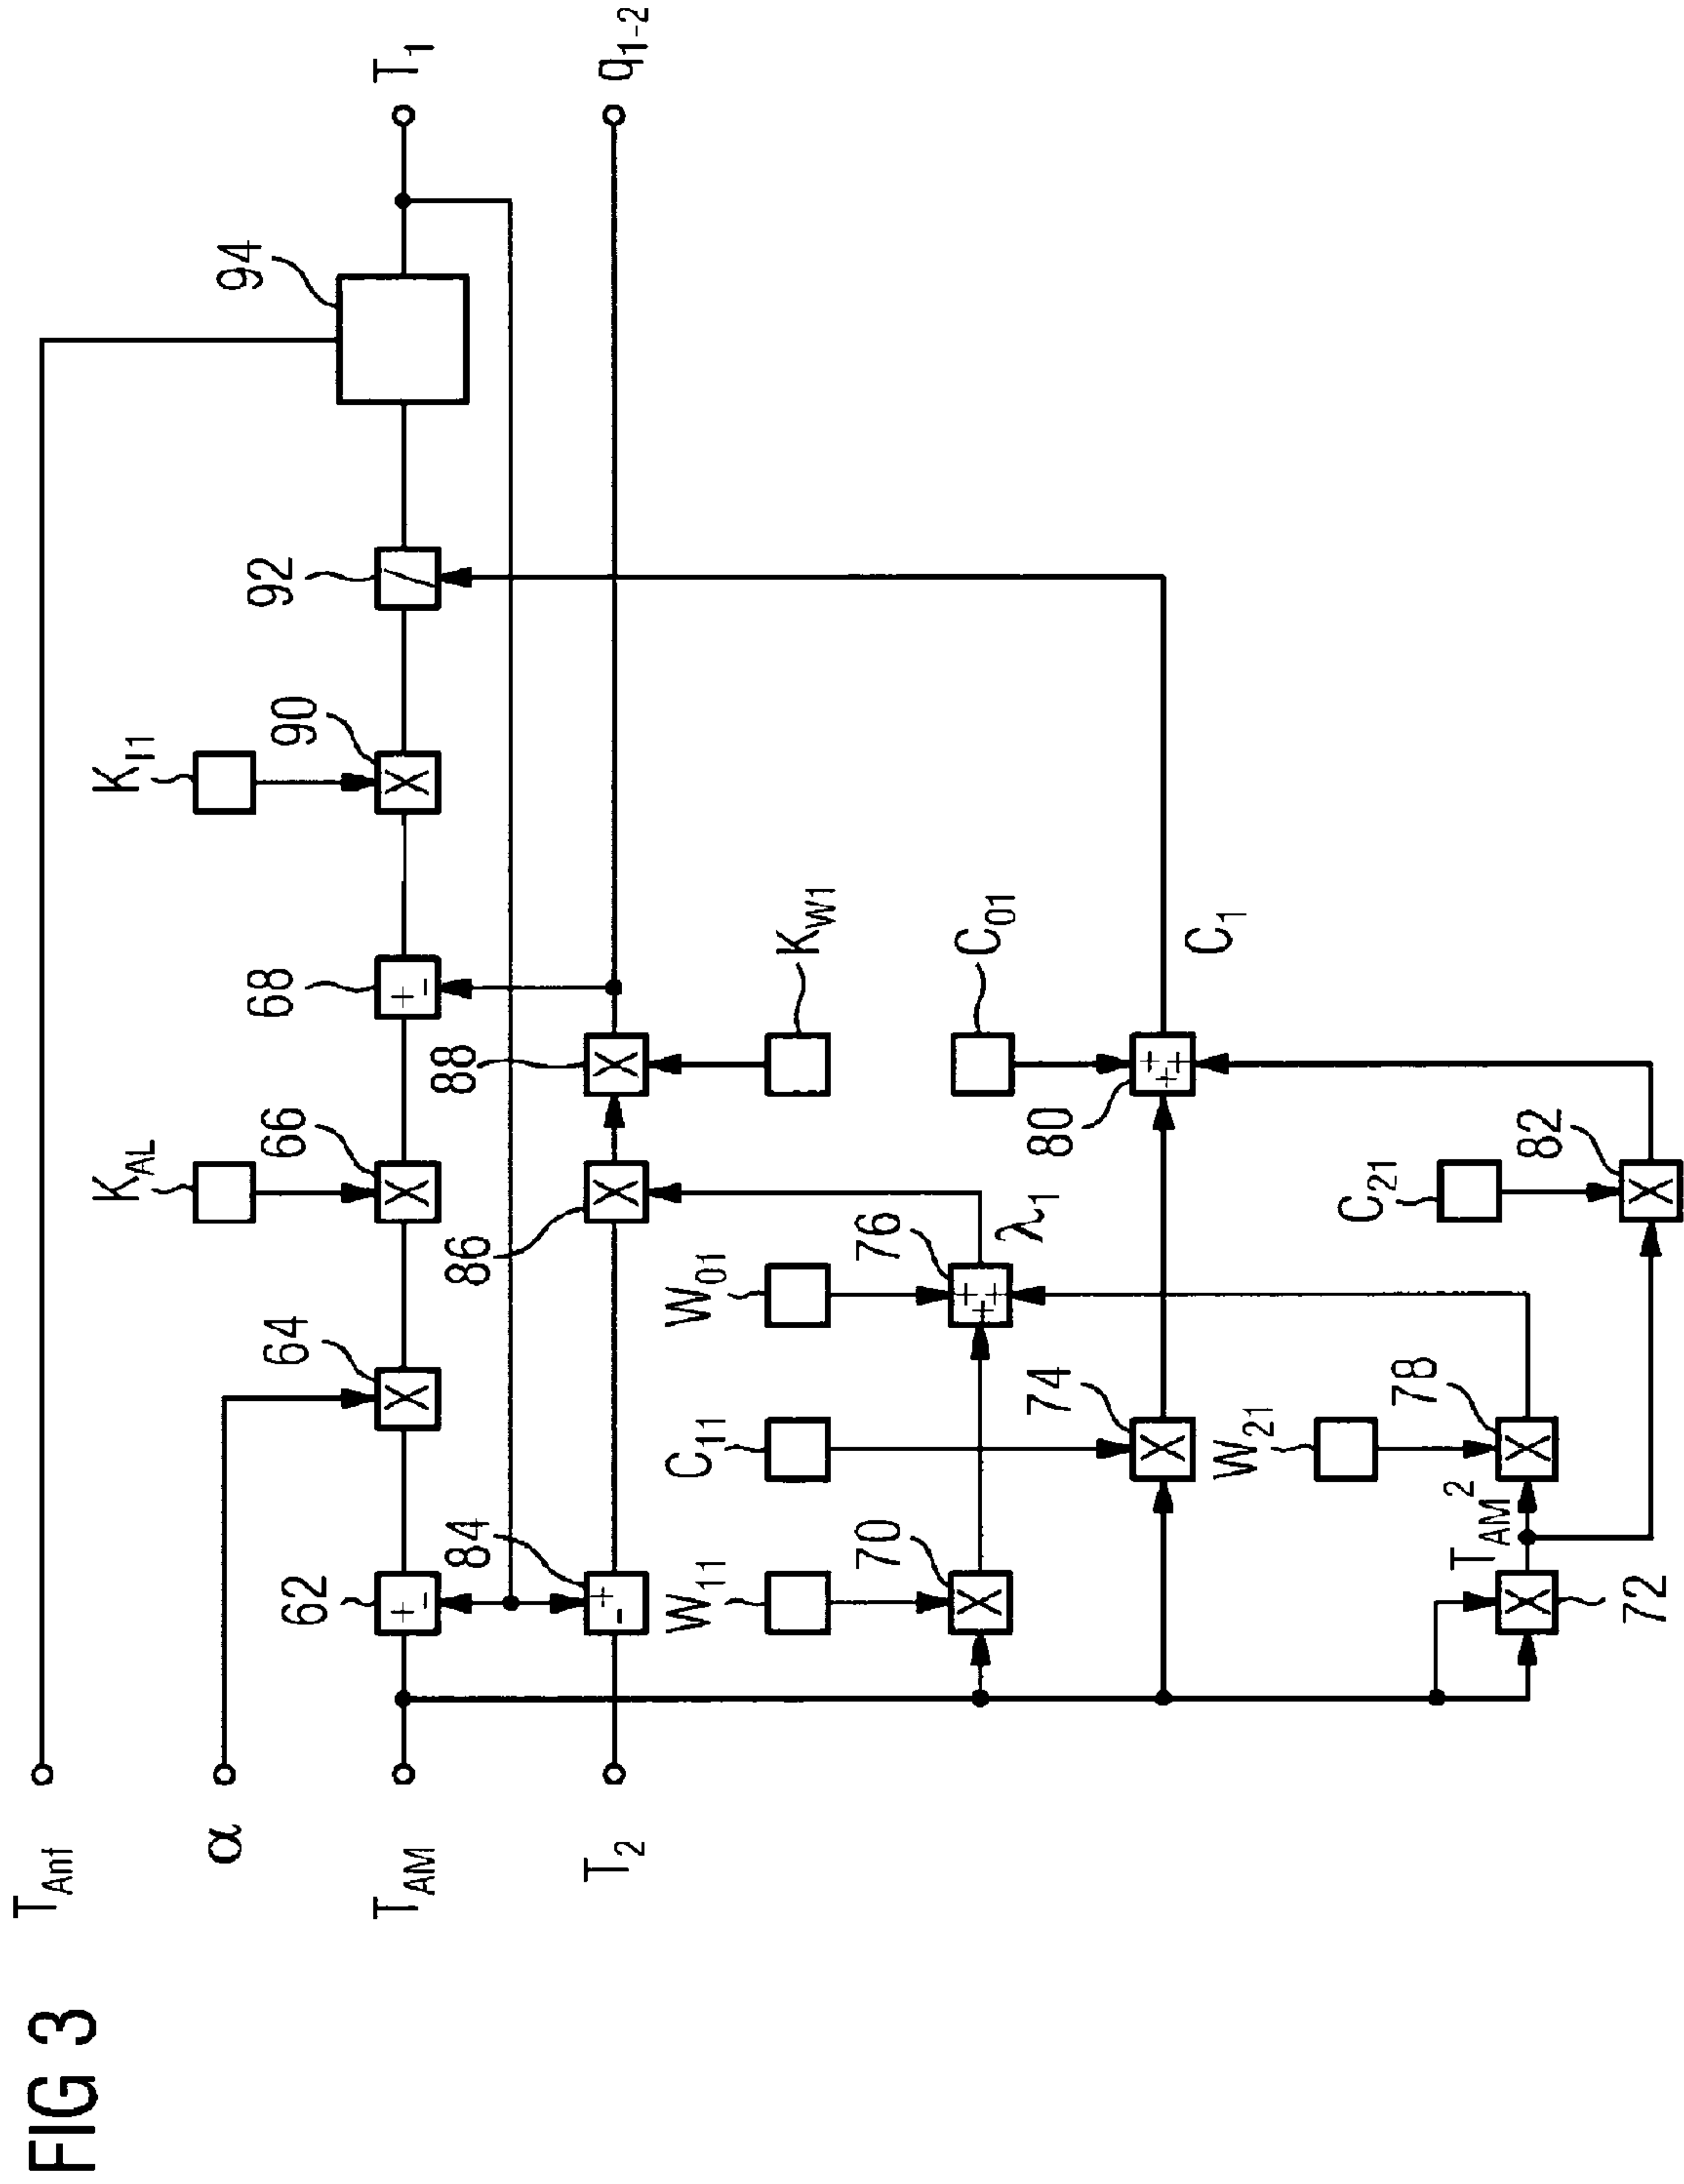 FIG 3
T_Anf
α
T_AM
T_2
T_1
q_1-2
94
92
K_I1
90
68
K_AL
66
64
62
84
86
88
K_W1
C_01
C_1
80
W_01
76
λ_1
C_11
74
W_11
70
W_21
78
T_AM^2
72
C_21
82